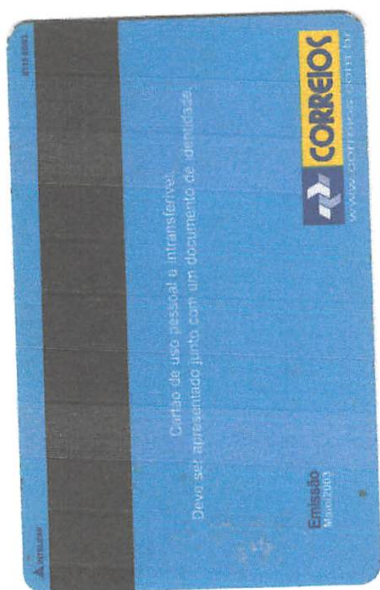 INTELCAV
Cartão de uso pessoal e intransferível.
Deve ser apresentado junto com um documento de identidade.
Emissão
Maio/2003
CORREIOS
www.correios.com.br